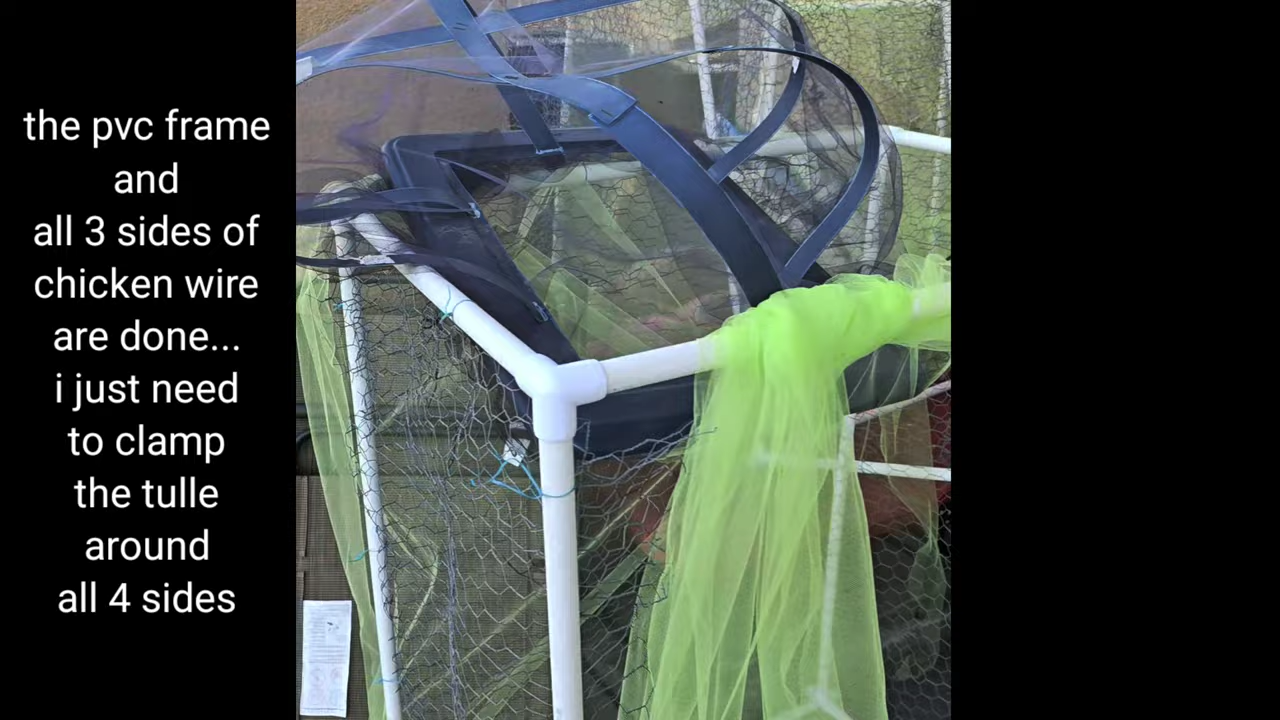 the pvc frame
and
all 3 sides of
chicken wire
are done...
i just need
to clamp
the tulle
around
all 4 sides